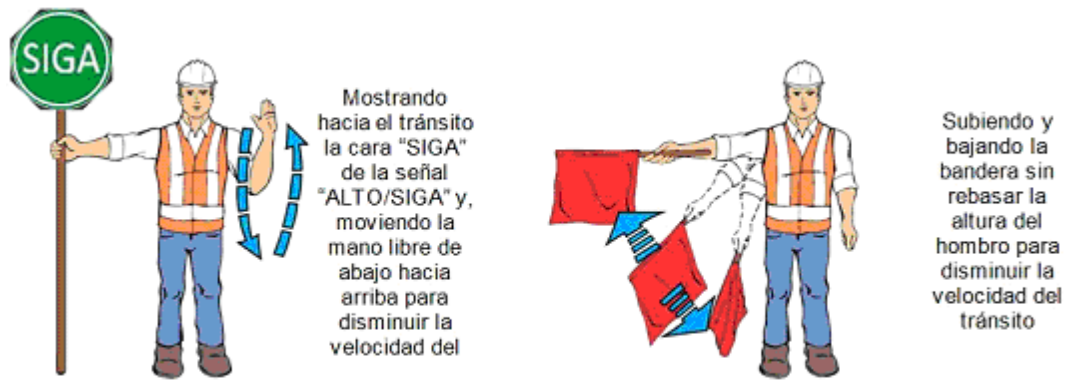 SIGA
Mostrando
hacia el tránsito
la cara "SIGA"
de la señal
"ALTO/SIGA" y,
moviendo la
mano libre de
abajo hacia
arriba para
disminuir la
velocidad del
Subiendo y
bajando la
bandera sin
rebasar la
altura del
hombro para
disminuir la
velocidad del
tránsito